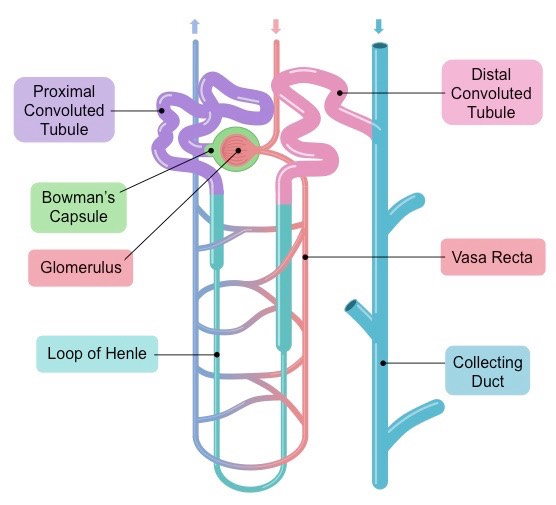 Proximal
Convoluted
Tubule
Bowman's
Capsule
Glomerulus
Loop of Henle
Distal
Convoluted
Tubule
Vasa Recta
Collecting
Duct